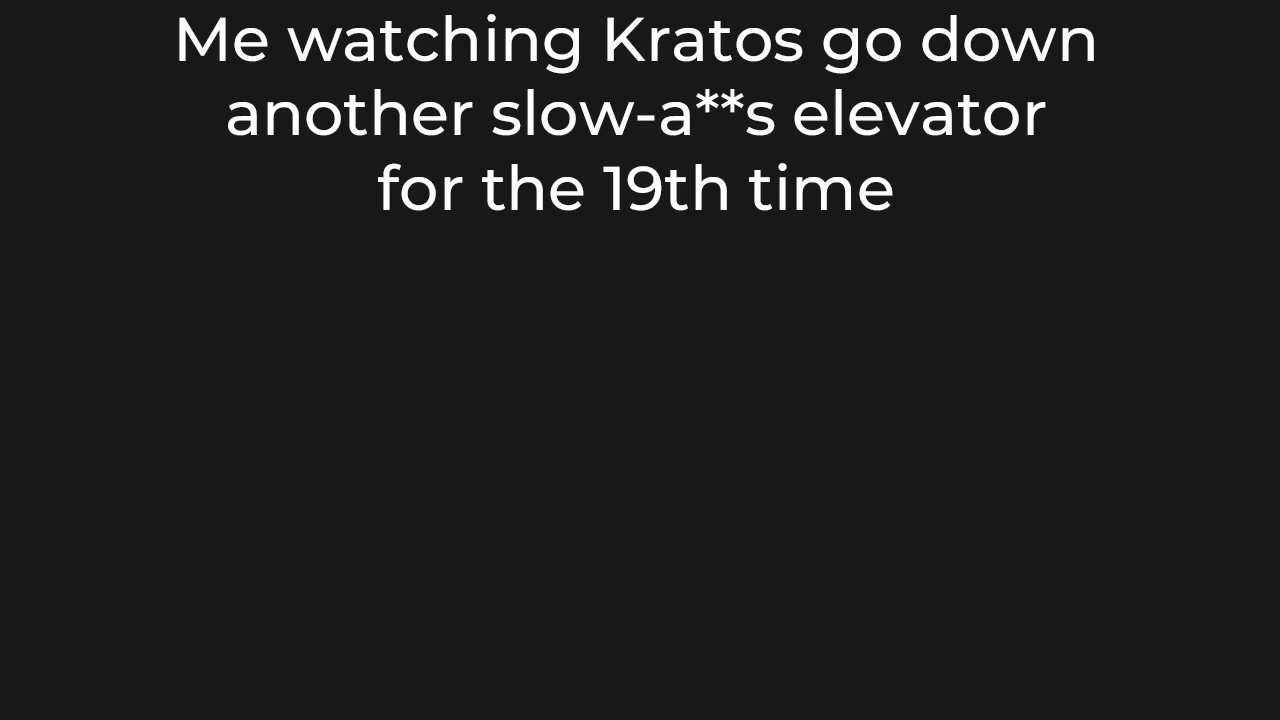 Me watching Kratos go down
another slow-a**s elevator
for the 19th time